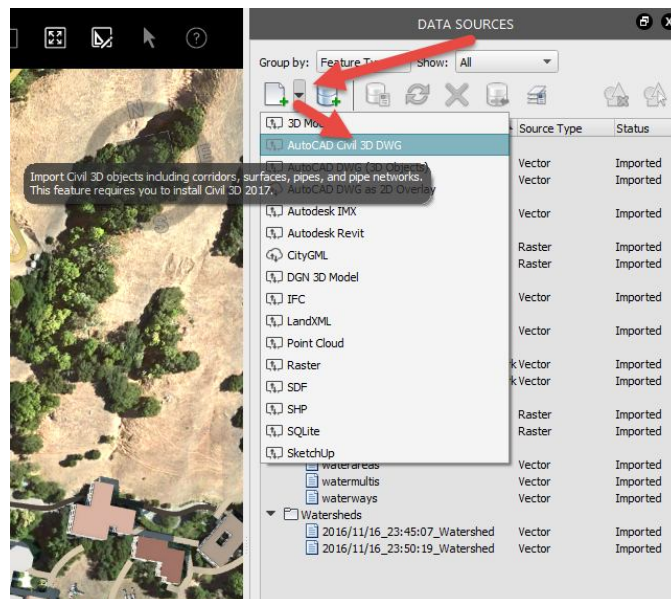 DATA SOURCES
Group by: Feature Ty Show: All
Source Type Status
3D Mo
AutoCAD Civil 3D DWG
AutoCAD DWG (3D Objects)
AutoCAD DWG as 2D Overlay
Import Civil 3D objects including corridors, surfaces, pipes, and pipe networks.
This feature requires you to install Civil 3D 2017.
Autodesk IMX
Autodesk Revit
CityGML
DGN 3D Model
IFC
LandXML
Point Cloud
Raster
SDF
SHP
SQLite
SketchUp
Vector Imported
Vector Imported
Vector Imported
Raster Imported
Raster Imported
Vector Imported
Vector Imported
k Vector Imported
k Vector Imported
Raster Imported
Raster Imported
waterareas Vector Imported
watermultis Vector Imported
waterways Vector Imported
Watersheds
2016/11/16_23:45:07_Watershed Vector Imported
2016/11/16_23:50:19_Watershed Vector Imported